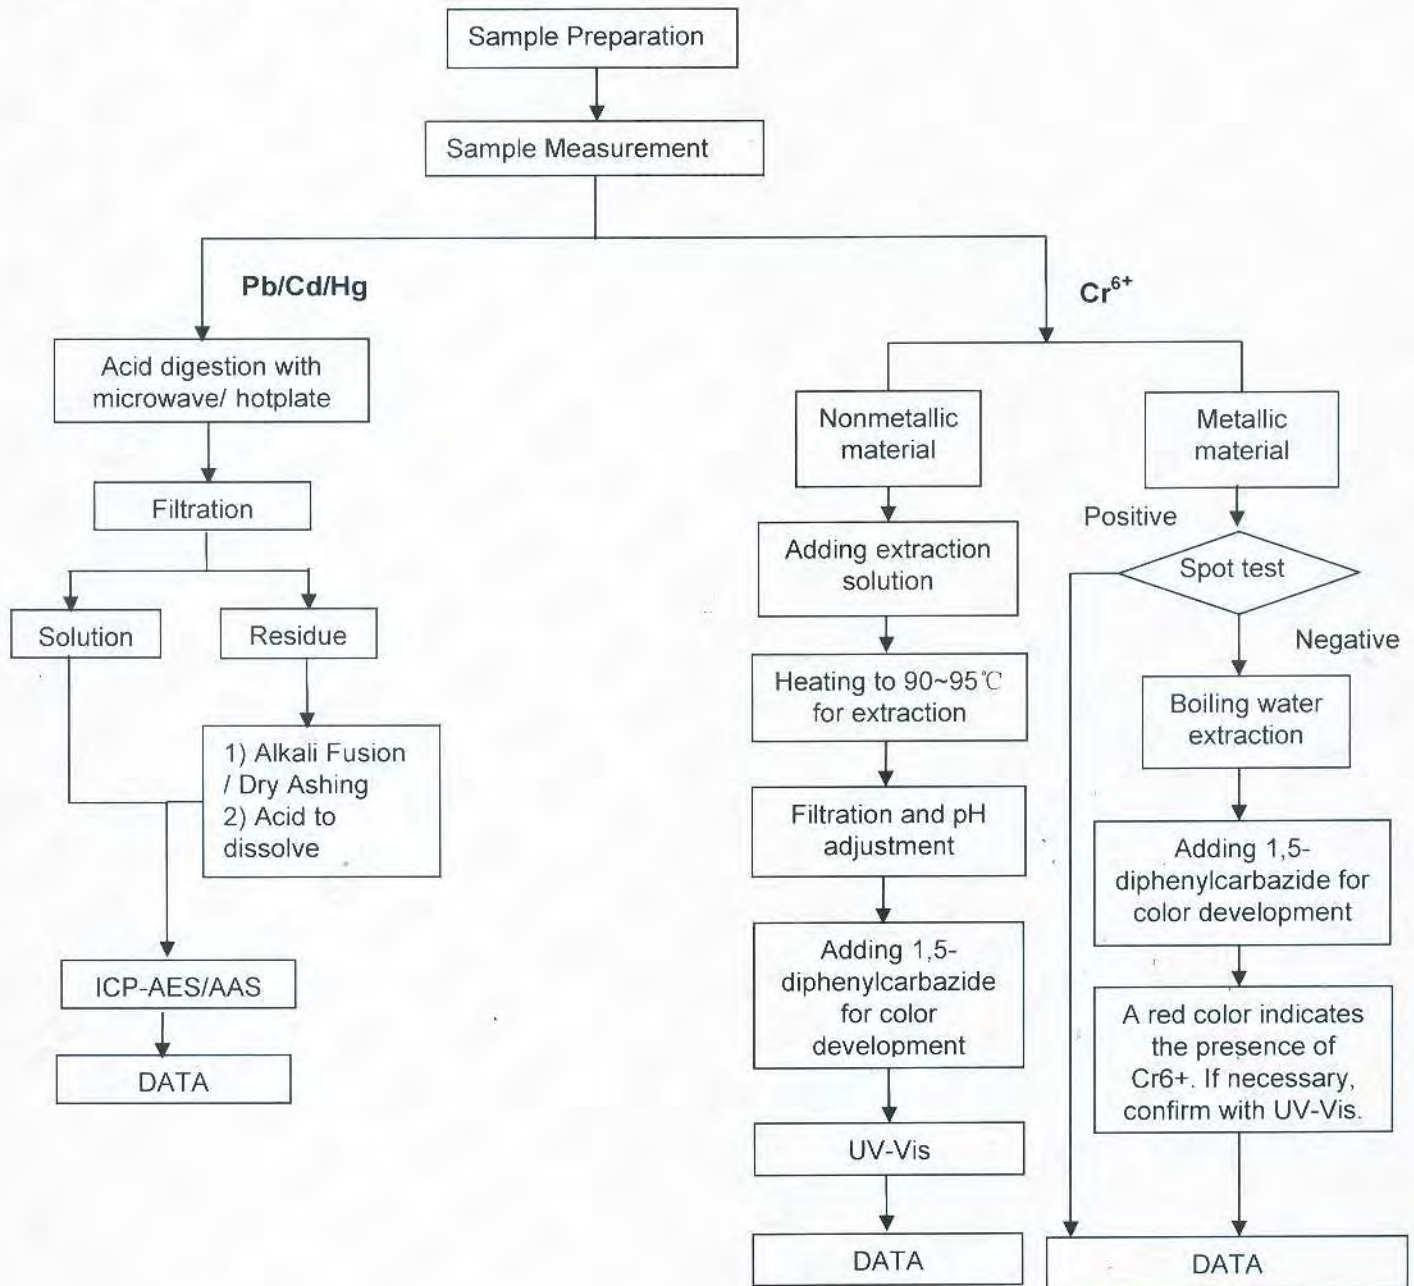 Sample Preparation
Sample Measurement
Pb/Cd/Hg
Acid digestion with
microwave/ hotplate
Filtration
Solution
Residue
1) Alkali Fusion
/ Dry Ashing
2) Acid to
dissolve
ICP-AES/AAS
DATA
Cr6+
Nonmetallic
material
Adding extraction
solution
Heating to 90~95℃
for extraction
Filtration and pH
adjustment
Adding 1,5-
diphenylcarbazide
for color
development
UV-Vis
DATA
Metallic
material
Positive
Spot test
Negative
Boiling water
extraction
Adding 1,5-
diphenylcarbazide for
color development
A red color indicates
the presence of
Cr6+. If necessary,
confirm with UV-Vis.
DATA